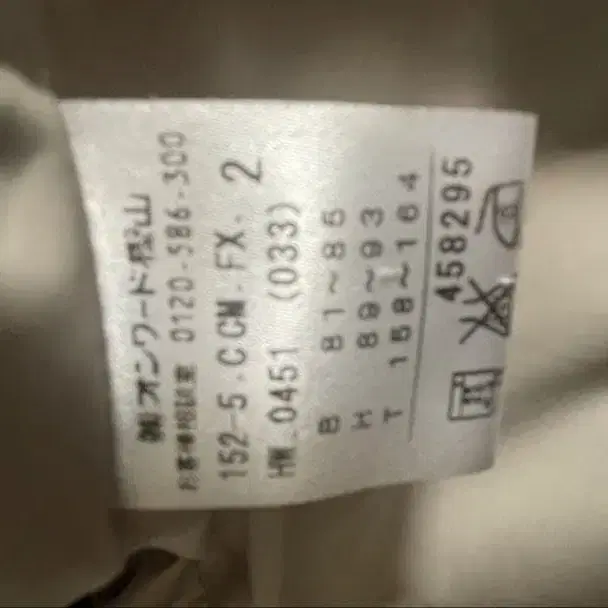 ㈱オンワード樫山
お客様相談室 0120-586-300
152-5.CCM.FX. 2
HW.0451 (033)
B 81~85
H 89~93
T 158~164
458295